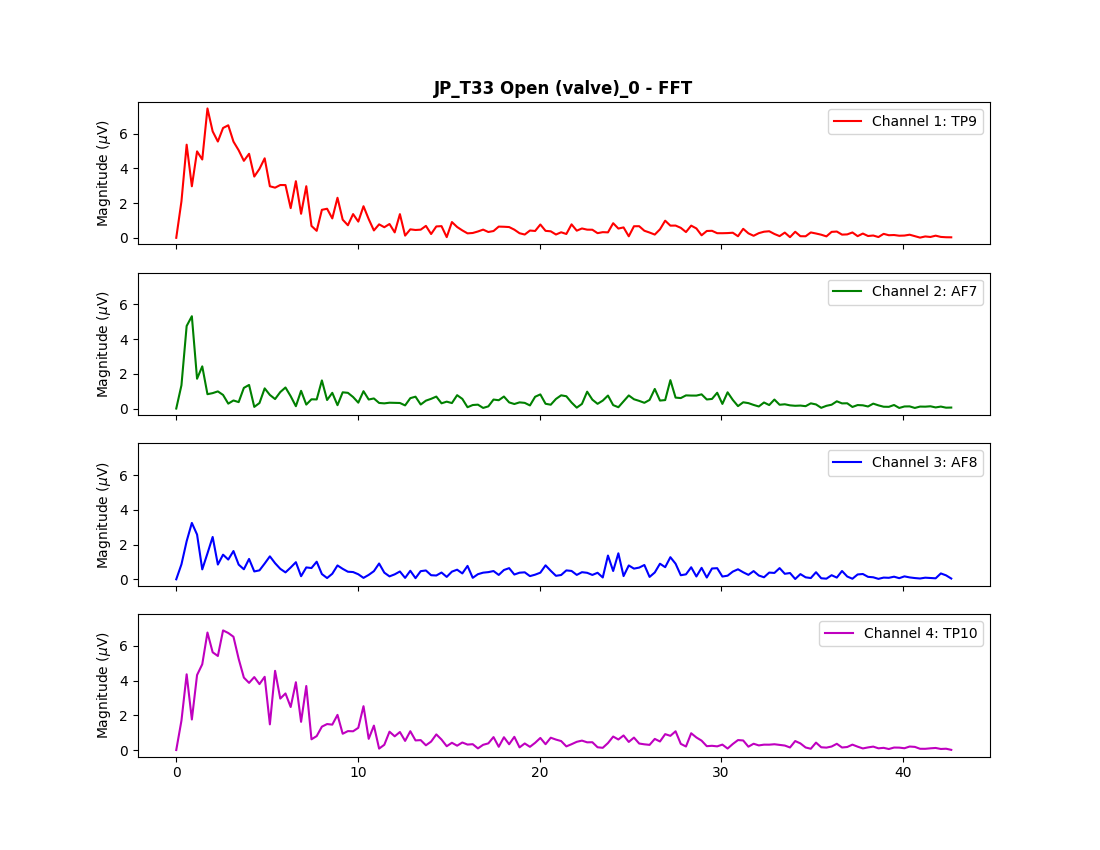 JP_T33 Open (valve)_0 - FFT
Magnitude (μV)
6
4
2
0
Channel 1: TP9
Magnitude (μV)
6
4
2
0
Channel 2: AF7
Magnitude (μV)
6
4
2
0
Channel 3: AF8
Magnitude (μV)
6
4
2
0
Channel 4: TP10
0 10 20 30 40